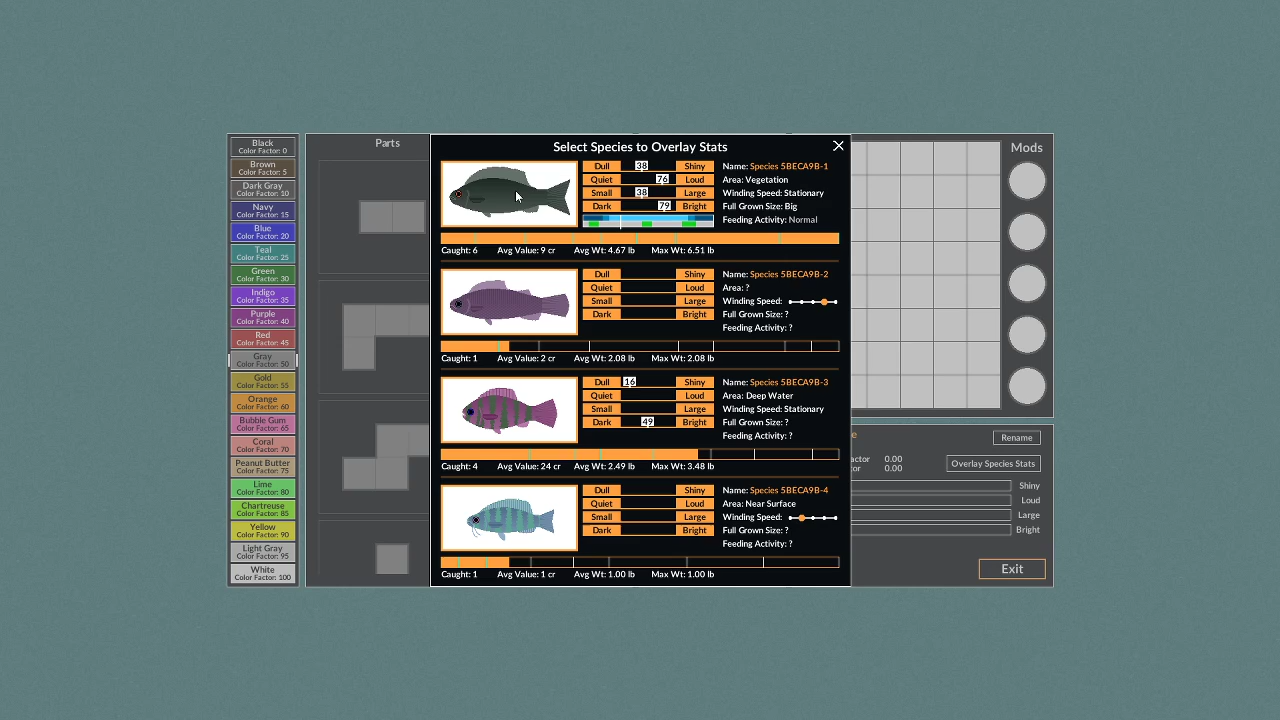 Black
Color Factor: 0
Brown
Color Factor: 5
Dark Gray
Color Factor: 10
Navy
Color Factor: 15
Blue
Color Factor: 20
Teal
Color Factor: 25
Green
Color Factor: 30
Indigo
Color Factor: 35
Purple
Color Factor: 40
Red
Color Factor: 45
Gray
Color Factor: 50
Gold
Color Factor: 55
Orange
Color Factor: 60
Bubble Gum
Color Factor: 65
Coral
Color Factor: 70
Peanut Butter
Color Factor: 75
Lime
Color Factor: 80
Chartreuse
Color Factor: 85
Yellow
Color Factor: 90
Light Gray
Color Factor: 95
White
Color Factor: 100
Parts
Select Species to Overlay Stats
Dull 38 Shiny
Quiet 76 Loud
Small 38 Large
Dark 79 Bright
Name: Species 5BECA9B-1
Area: Vegetation
Winding Speed: Stationary
Full Grown Size: Big
Feeding Activity: Normal
Caught: 6 Avg Value: 9 cr Avg Wt: 4.67 lb Max Wt: 6.51 lb
Dull Shiny
Quiet Loud
Small Large
Dark Bright
Name: Species 5BECA9B-2
Area: ?
Winding Speed:
Full Grown Size: ?
Feeding Activity: ?
Caught: 1 Avg Value: 2 cr Avg Wt: 2.08 lb Max Wt: 2.08 lb
Dull 16 Shiny
Quiet Loud
Small Large
Dark 49 Bright
Name: Species 5BECA9B-3
Area: Deep Water
Winding Speed: Stationary
Full Grown Size: ?
Feeding Activity: ?
Caught: 4 Avg Value: 24 cr Avg Wt: 2.49 lb Max Wt: 3.48 lb
Dull Shiny
Quiet Loud
Small Large
Dark Bright
Name: Species 5BECA9B-4
Area: Near Surface
Winding Speed:
Full Grown Size: ?
Feeding Activity: ?
Caught: 1 Avg Value: 1 cr Avg Wt: 1.00 lb Max Wt: 1.00 lb
Mods
Rename
0.00
0.00
Overlay Species Stats
Shiny
Loud
Large
Bright
Exit